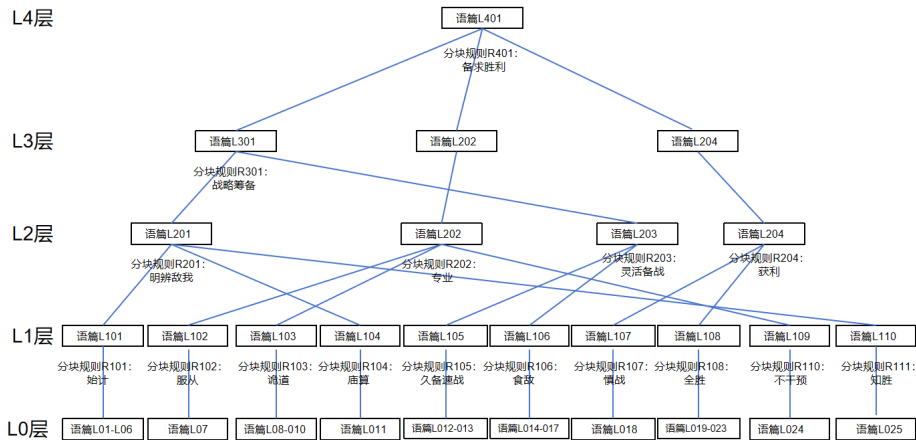 L4层
语篇L401
分块规则R401：
备求胜利
L3层
语篇L301
语篇L202
语篇L204
分块规则R301：
战略筹备
L2层
语篇L201
语篇L202
语篇L203
语篇L204
分块规则R201：
明辨敌我
分块规则R202：
专业
分块规则R203：
灵活备战
分块规则R204：
获利
L1层
语篇L101
语篇L102
语篇L103
语篇L104
语篇L105
语篇L106
语篇L107
语篇L108
语篇L109
语篇L110
分块规则R101：
始计
分块规则R102：
服从
分块规则R103：
诡道
分块规则R104：
庙算
分块规则R105：
久备速战
分块规则R106：
食敌
分块规则R107：
慎战
分块规则R108：
全胜
分块规则R110：
不干预
分块规则R111：
知胜
L0层
语篇L01-L06
语篇L07
语篇L08-010
语篇L011
语篇L012-013
语篇L014-017
语篇L018
语篇L019-023
语篇L024
语篇L025